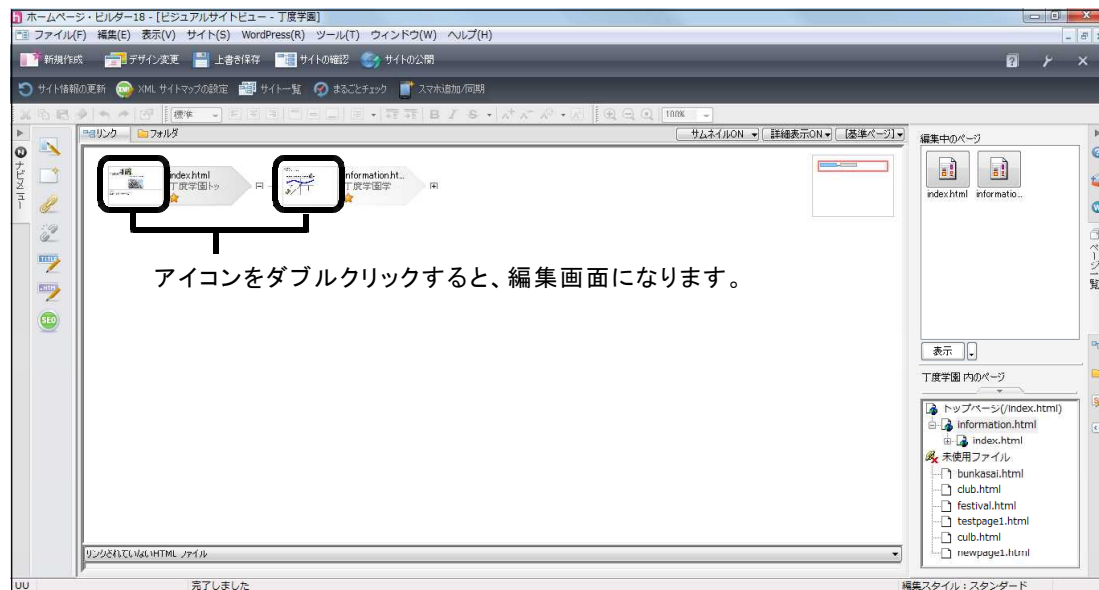 ホームページ・ビルダー18 - [ビジュアルサイトビュー - 丁度学園]
ファイル(F) 編集(E) 表示(V) サイト(S) WordPress(R) ツール(T) ウィンドウ(W) ヘルプ(H)
新規作成 デザイン変更 上書き保存 サイトの確認 サイトの公開
サイト情報の更新 XML サイトマップの設定 サイト一覧 まるごとチェック スマホ追加/同期
標準 B I S 100%
リンク フォルダ サムネイルON 詳細表示ON [基準ページ]
ナビメニュー
index.html
丁度学園トッ
nformation.ht...
丁度学園学
アイコンをダブルクリックすると、編集画面になります。
SEO
編集中のページ
index.html informatio...
ページ一覧
表示
丁度学園 内のページ
トップページ(/index.html)
information.html
index.html
未使用ファイル
bunkasai.html
club.html
festival.html
testpage1.html
culb.html
newpage1.html
リンクされていないHTML ファイル
UU 完了しました 編集スタイル : スタンダード